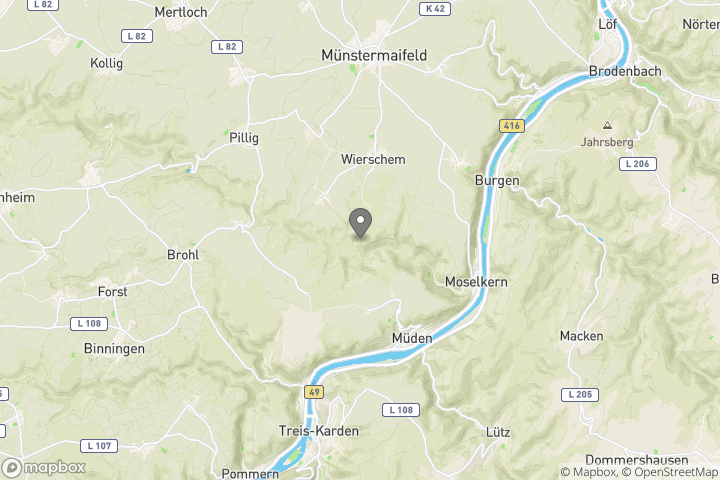 L 82
Mertloch
K 42
Löf
Nörter
L 82
L 82
Kollig
Münstermaifeld
Brodenbach
416
Pillig
Jahrsberg
Wierschem
L 206
Burgen
nheim
Brohl
Moselkern
Forst
L 108
Macken
Müden
Binningen
49
L 205
L 108
Treis-Karden
Lütz
L 107
Pommern
Dommershausen
mapbox
© Mapbox, © OpenStreetMap